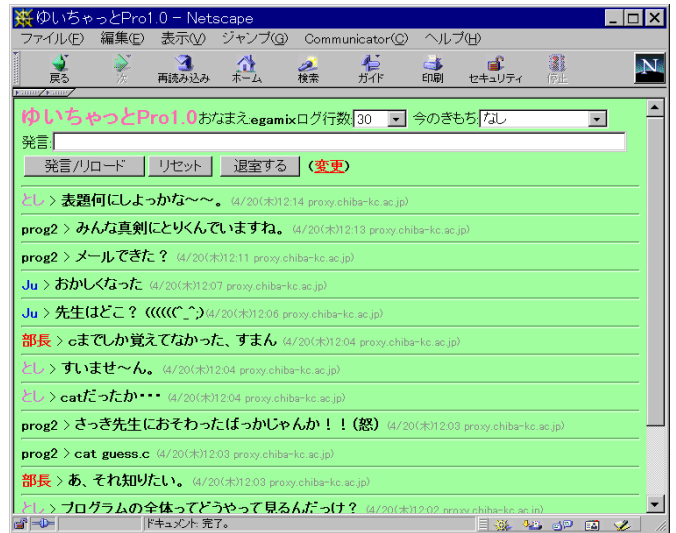 ゆいちゃっとPro1.0 - Netscape
ファイル(F) 編集(E) 表示(V) ジャンプ(G) Communicator(C) ヘルプ(H)
戻る 次 再読み込み ホーム 検索 ガイド 印刷 セキュリティ 停止 N
ゆいちゃっとPro1.0おなまえ:egamixログ行数:30 今のきもち:なし
発言:
発言/リロード リセット 退室する (変更)
とし > 表題何にしよっかな～～。 (4/20(木)12:14 proxy.chiba-kc.ac.jp)
prog2 > みんな真剣にとりくんでいますね。 (4/20(木)12:13 proxy.chiba-kc.ac.jp)
prog2 > メールできた？ (4/20(木)12:11 proxy.chiba-kc.ac.jp)
Ju > おかしくなった (4/20(木)12:07 proxy.chiba-kc.ac.jp)
Ju > 先生はどこ？ ((((((^_^;)(4/20(木)12:06 proxy.chiba-kc.ac.jp)
部長 > cまでしか覚えてなかった、すまん (4/20(木)12:04 proxy.chiba-kc.ac.jp)
とし > すいませ～ん。 (4/20(木)12:04 proxy.chiba-kc.ac.jp)
とし > catだったか・・・ (4/20(木)12:04 proxy.chiba-kc.ac.jp)
prog2 > さっき先生におそわったばっかじゃんか！！(怒) (4/20(木)12:03 proxy.chiba-kc.ac.jp)
prog2 > cat guess.c (4/20(木)12:03 proxy.chiba-kc.ac.jp)
部長 > あ、それ知りたい。 (4/20(木)12:03 proxy.chiba-kc.ac.jp)
とし > プログラムの全体ってどうやって見るんだっけ？ (4/20(木)12:02 proxy.chiba-kc.ac.jp)
ドキュメント: 完了。